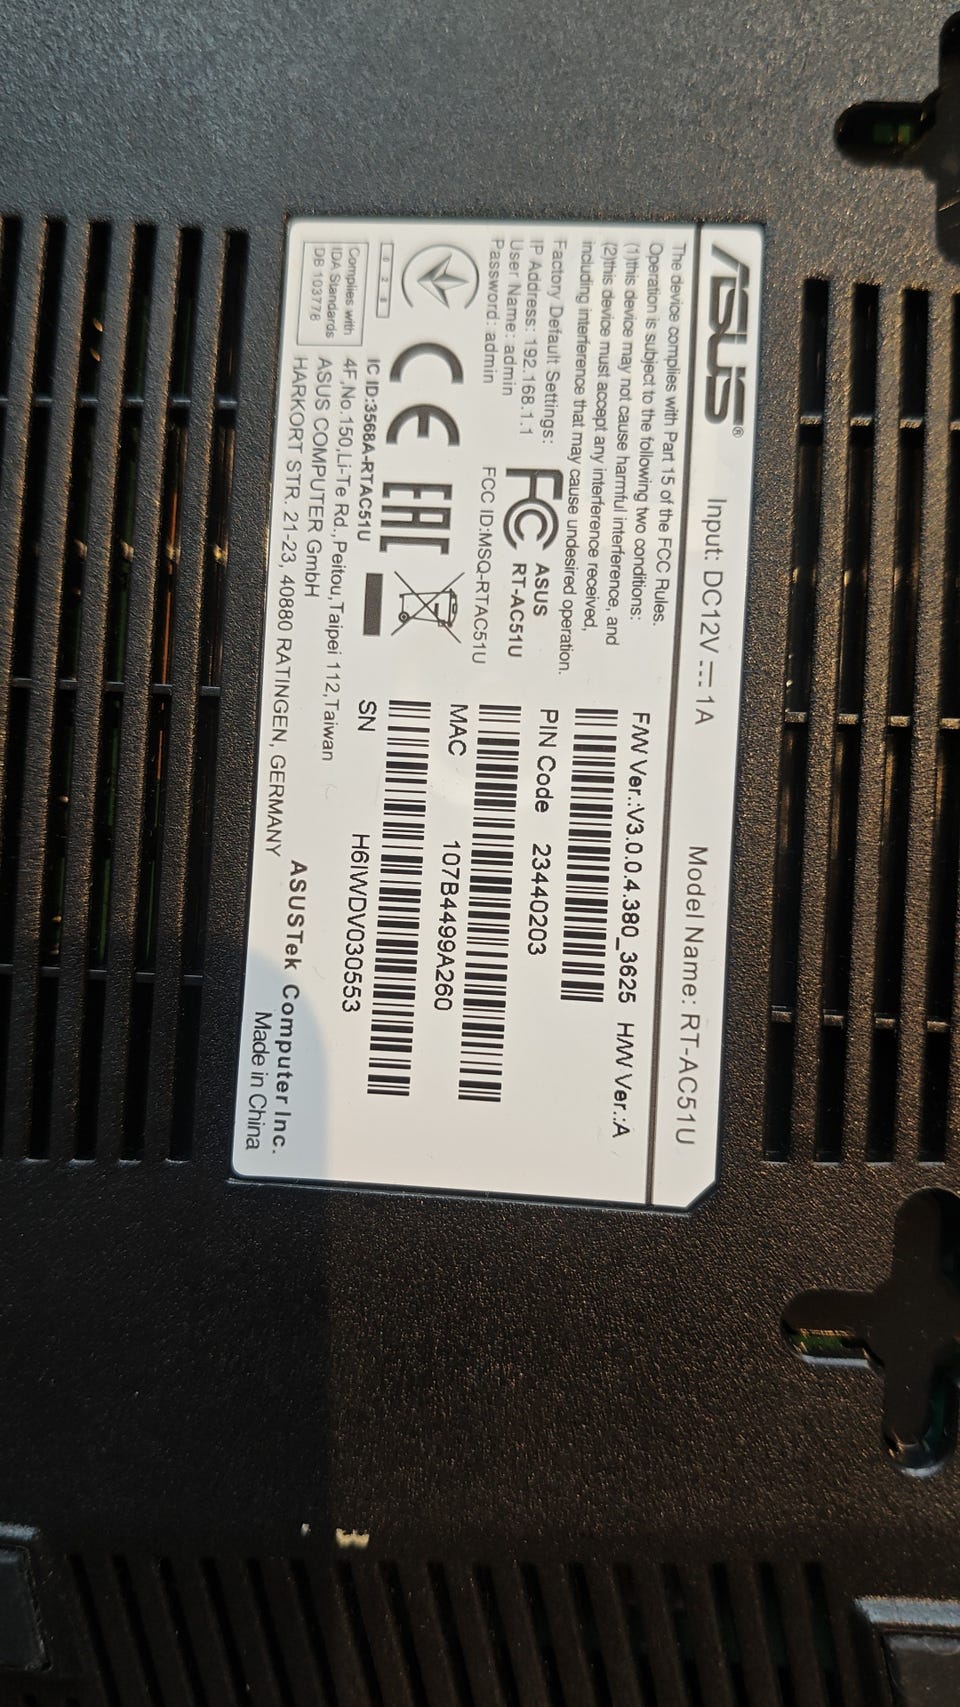 ASUS®
Input: DC12V 1A
Model Name: RT-AC51U
The device complies with Part 15 of the FCC Rules.
Operation is subject to the following two conditions:
(1)this device may not cause harmful interference, and
(2)this device must accept any interference received,
including interference that may cause undesired operation.
Factory Default Settings:
IP Address: 192.168.1.1
User Name: admin
Password: admin
FC
ASUS
RT-AC51U
FCC ID:MSQ-RTAC51U
CE
EAC
028
Complies with
IDA Standards
DB 103778
IC ID:3568A-RTAC51U
4F,No.150,Li-Te Rd.,Peitou,Taipei 112,Taiwan
ASUS COMPUTER GmbH
HARKORT STR. 21-23, 40880 RATINGEN, GERMANY
F/W Ver.:V3.0.0.4.380_3625 H/W Ver.:A
PIN Code 23440203
MAC 107B4499A260
SN H6IWDV030553
ASUSTek Computer Inc.
Made in China